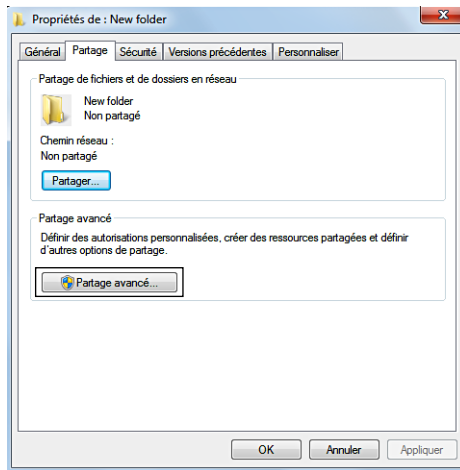 Propriétés de : New folder
Général Partage Sécurité Versions précédentes Personnaliser
Partage de fichiers et de dossiers en réseau
New folder
Non partagé
Chemin réseau :
Non partagé
Partager...
Partage avancé
Définir des autorisations personnalisées, créer des ressources partagées et définir
d'autres options de partage.
Partage avancé...
OK Annuler Appliquer